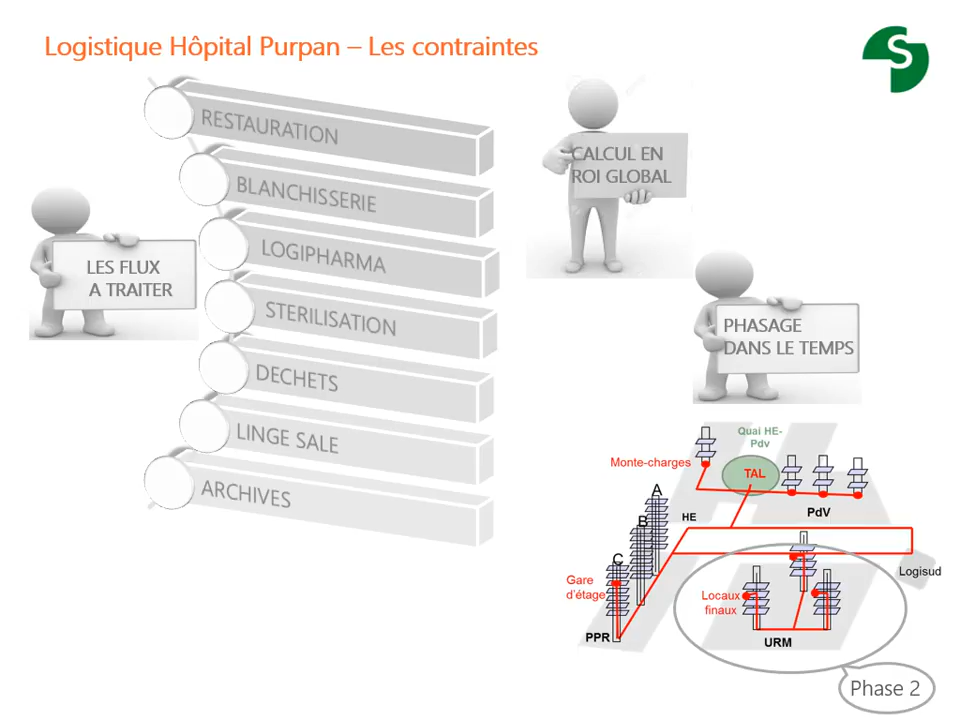 Logistique Hôpital Purpan – Les contraintes
S
RESTAURATION
BLANCHISSERIE
LOGIPHARMA
STERILISATION
DECHETS
LINGE SALE
ARCHIVES
LES FLUX
A TRAITER
CALCUL EN
ROI GLOBAL
PHASAGE
DANS LE TEMPS
Quai HE-
Pdv
Monte-charges
TAL
PdV
A
HE
B
C
Logisud
Gare
d'étage
Locaux
finaux
PPR
URM
Phase 2